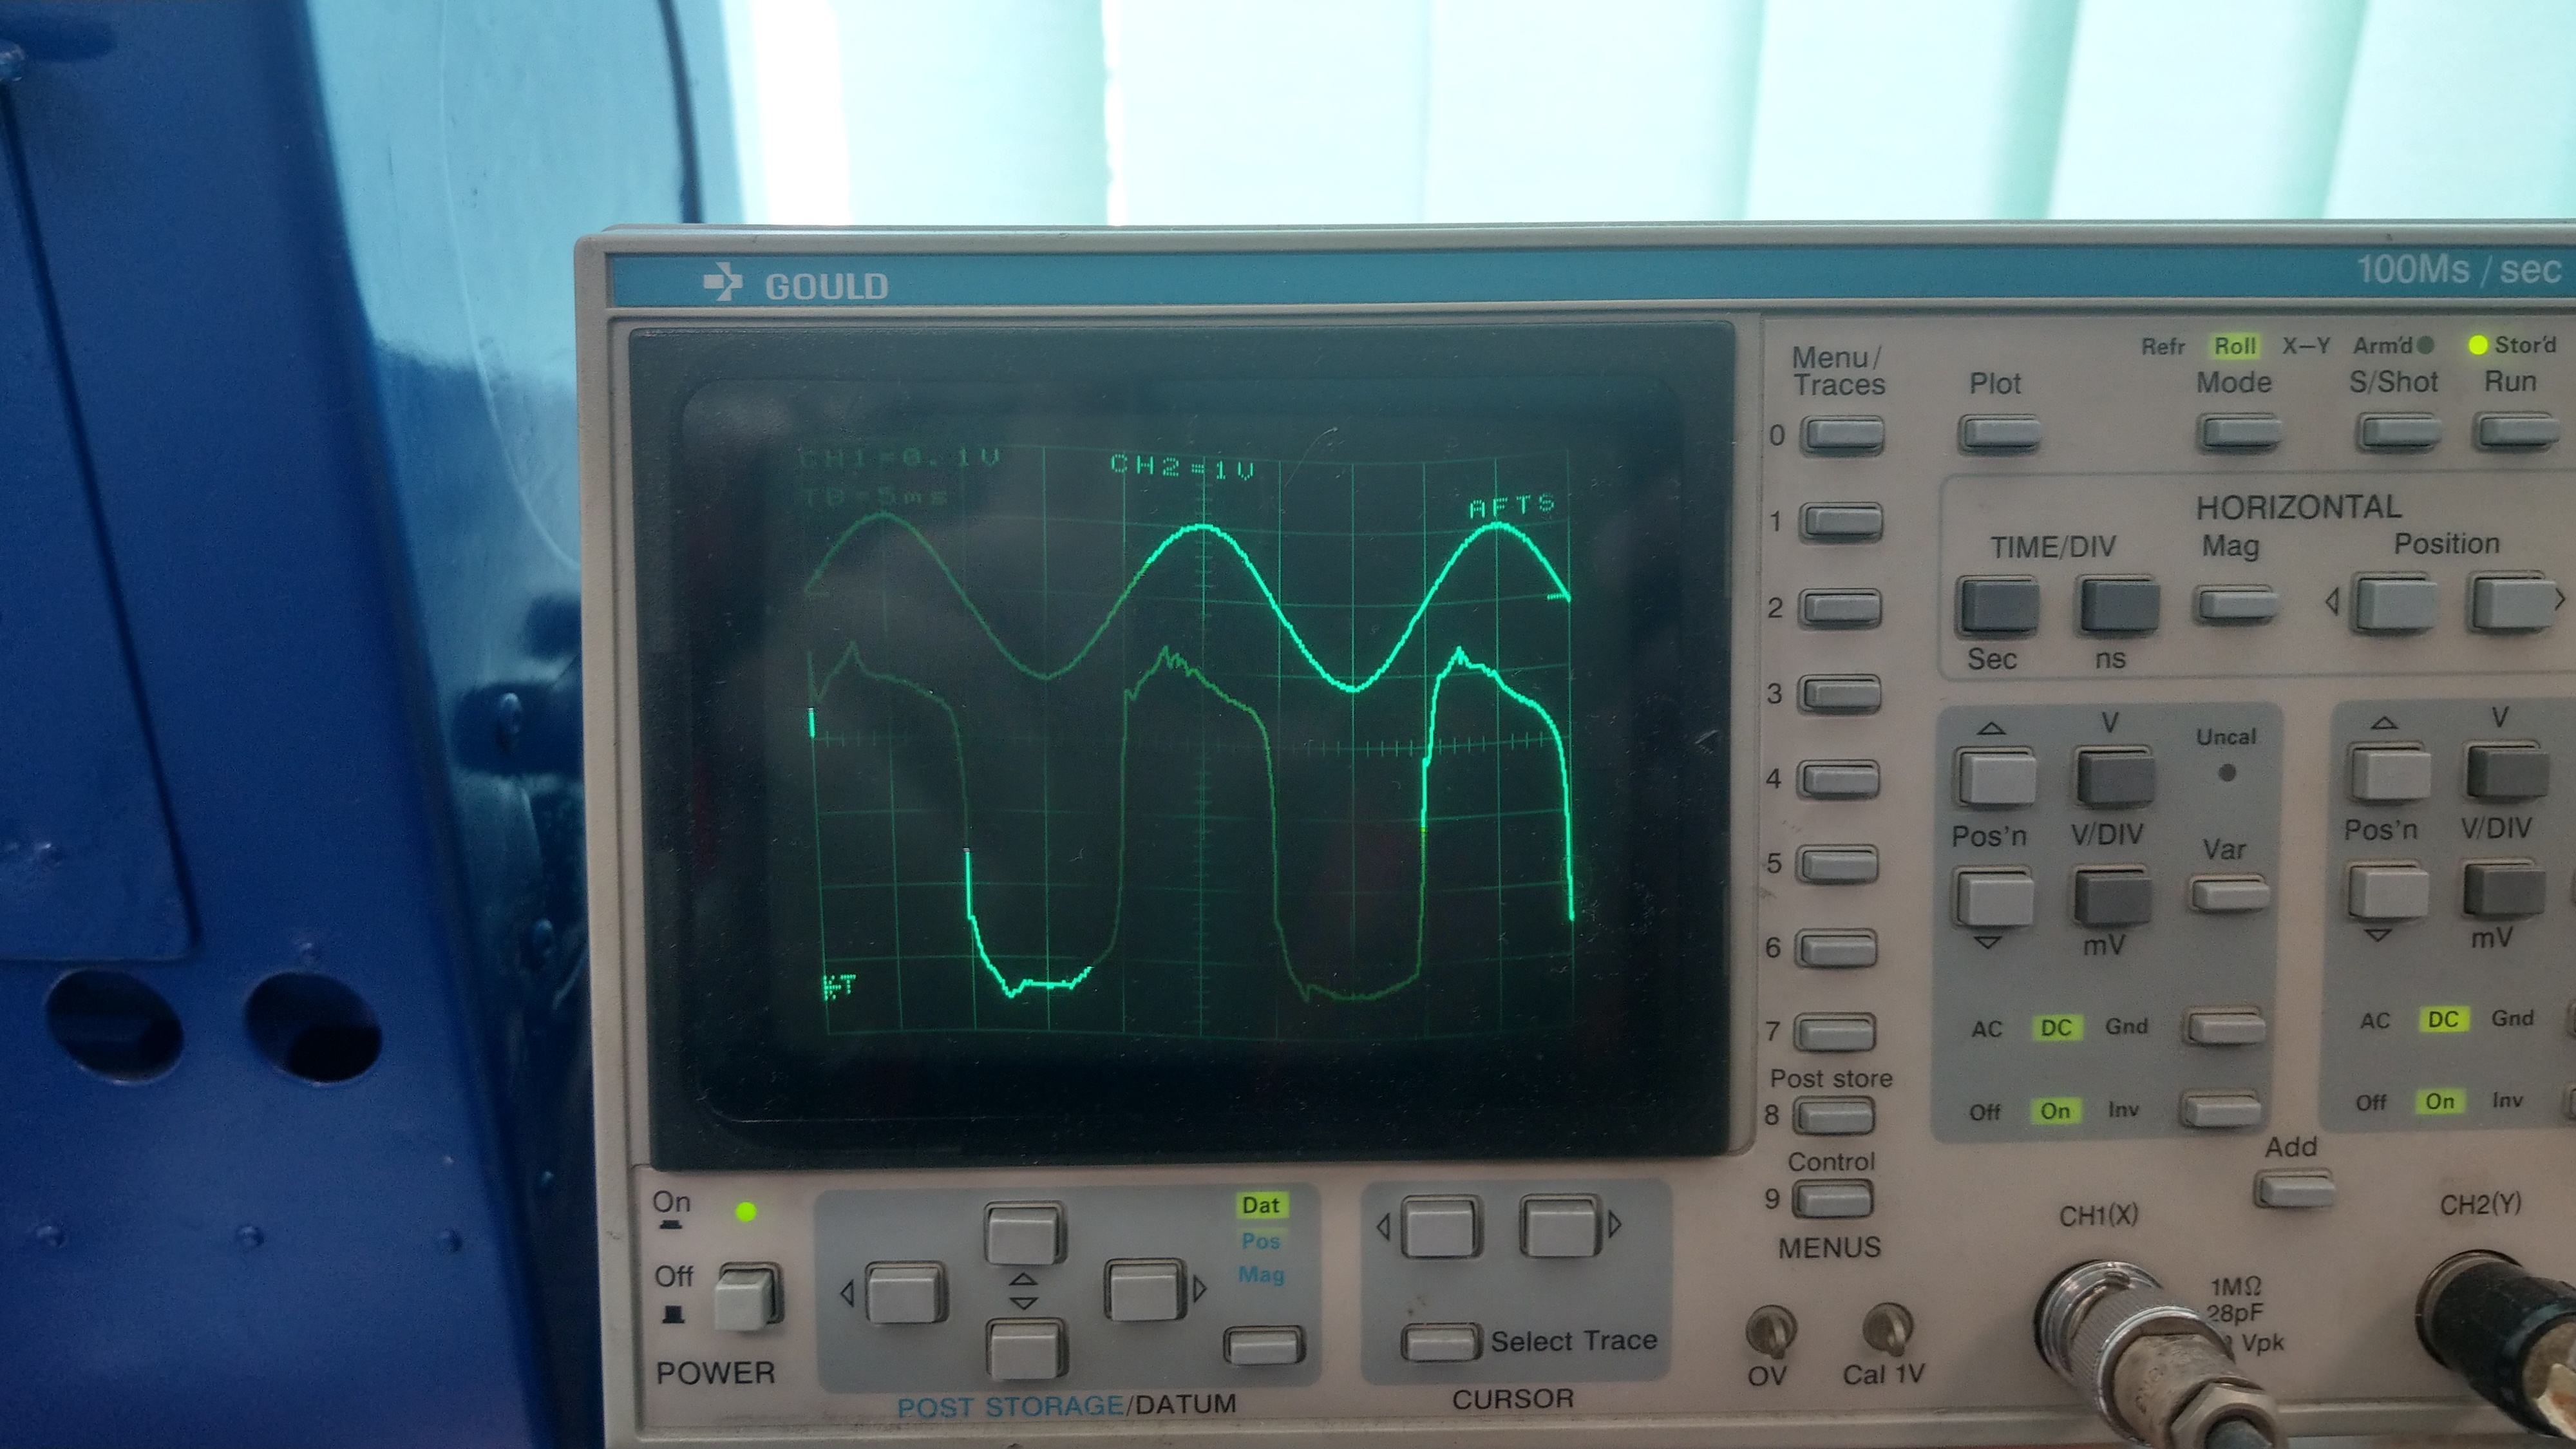 GOULD
100Ms / sec
CH1=0.1V
CH2=1V
TB=5ms
AFTS
Menu/
Traces
0
1
2
3
4
5
6
7
Post store
8
Control
9
MENUS
Plot
Refr Roll X–Y Arm'd Stor'd
Mode S/Shot Run
HORIZONTAL
TIME/DIV Mag Position
Sec ns
V
Uncal
Pos'n V/DIV Var
mV
AC DC Gnd
Off On Inv
V
Pos'n V/DIV
mV
AC DC Gnd
Off On Inv
Add
CH1(X)
CH2(Y)
1MΩ
28pF
Vpk
On
Off
POWER
Dat
Pos
Mag
POST STORAGE/DATUM
Select Trace
CURSOR
0V
Cal 1V